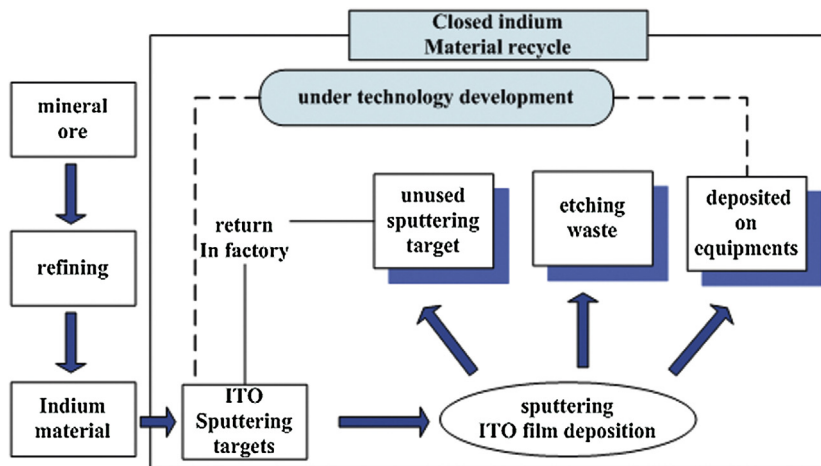 Closed indium
Material recycle
under technology development
mineral
ore
refining
Indium
material
return
In factory
unused
sputtering
target
etching
waste
deposited
on
equipments
ITO
Sputtering
targets
sputtering
ITO film deposition